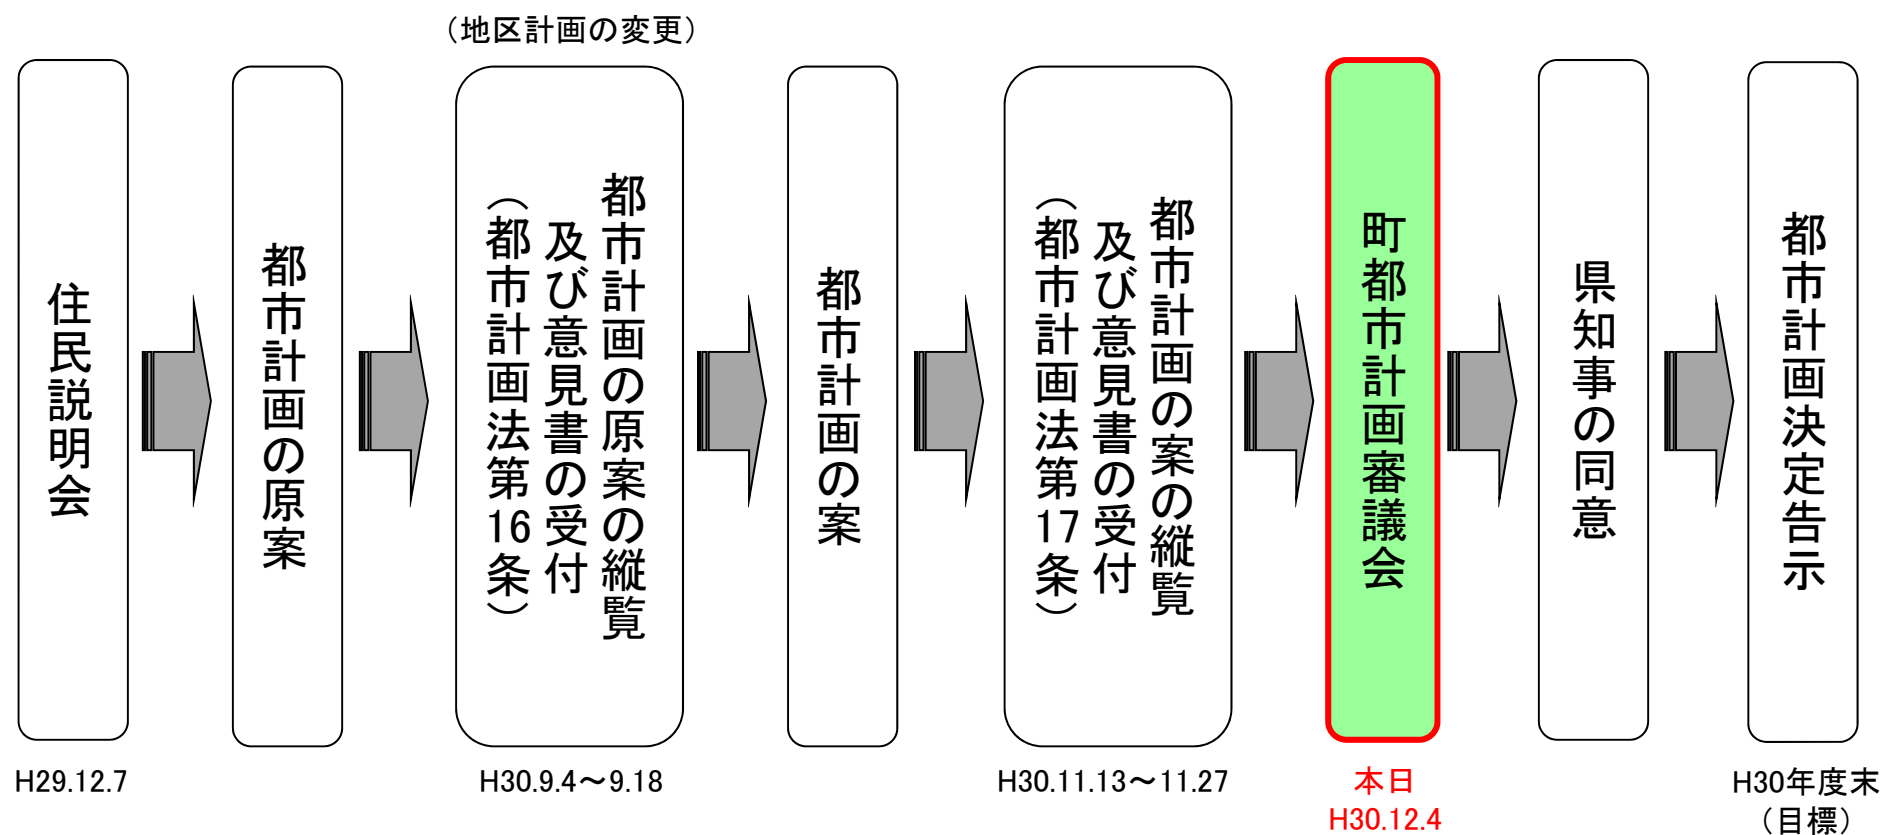 （地区計画の変更）
住民説明会
都市計画の原案
都市計画の原案の縦覧
及び意見書の受付
（都市計画法第16条）
都市計画の案
都市計画の案の縦覧
及び意見書の受付
（都市計画法第17条）
町都市計画審議会
県知事の同意
都市計画決定告示
H29.12.7
H30.9.4～9.18
H30.11.13～11.27
本日
H30.12.4
H30年度末
（目標）